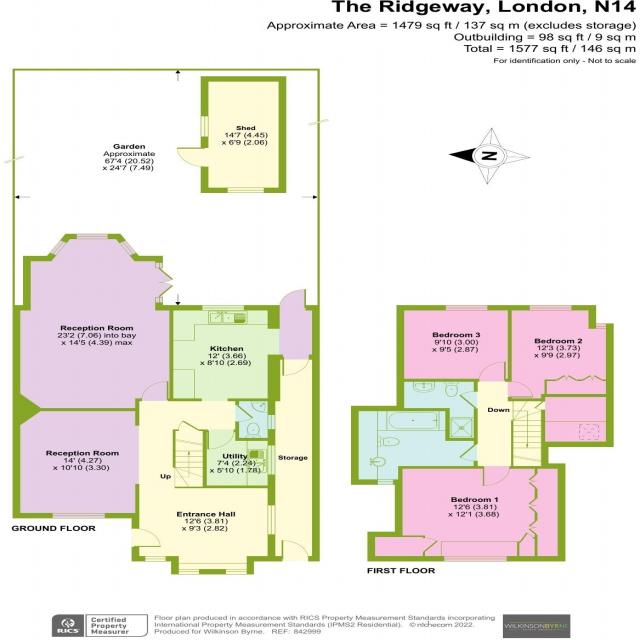 The Ridgeway, London, N14
Approximate Area = 1479 sq ft / 137 sq m (excludes storage)
Outbuilding = 98 sq ft / 9 sq m
Total = 1577 sq ft / 146 sq m
For identification only - Not to scale
Shed
14'7 (4.45)
x 6'9 (2.06)
Garden
Approximate
67'4 (20.52)
x 24'7 (7.49)
N
Reception Room
23'2 (7.06) into bay
x 14'5 (4.39) max
Kitchen
12' (3.66)
x 8'10 (2.69)
Bedroom 3
9'10 (3.00)
x 9'5 (2.87)
Bedroom 2
12'3 (3.73)
x 9'9 (2.97)
Down
Reception Room
14' (4.27)
x 10'10 (3.30)
Utility
7'4 (2.24)
x 5'10 (1.78)
Storage
Up
Entrance Hall
12'6 (3.81)
x 9'3 (2.82)
Bedroom 1
12'6 (3.81)
x 12'1 (3.68)
GROUND FLOOR
FIRST FLOOR
RICS
Certified
Property
Measurer
Floor plan produced in accordance with RICS Property Measurement Standards incorporating
International Property Measurement Standards (IPMS2 Residential). ©nichecom 2022.
Produced for Wilkinson Byrne. REF: 842999
WILKINSONBYRNE